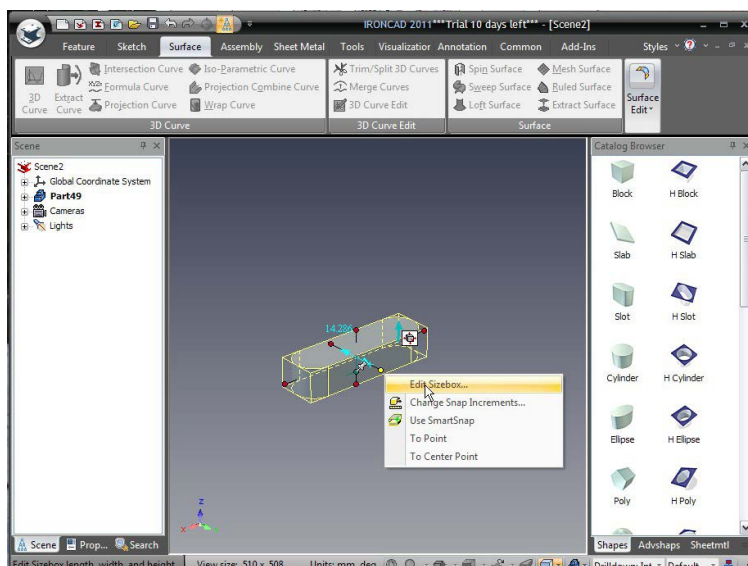 IRONCAD 2011***Trial 10 days left*** - [Scene2]
Feature Sketch Surface Assembly Sheet Metal Tools Visualizatior Annotation Common Add-Ins Styles
3D Curve
Extract Curve
Intersection Curve
Formula Curve
Projection Curve
Iso-Parametric Curve
Projection Combine Curve
Wrap Curve
3D Curve
Trim/Split 3D Curves
Merge Curves
3D Curve Edit
3D Curve Edit
Spin Surface
Sweep Surface
Loft Surface
Mesh Surface
Ruled Surface
Extract Surface
Surface
Surface Edit
Scene
Scene2
Global Coordinate System
Part49
Cameras
Lights
14.286
Edit Sizebox...
Change Snap Increments...
Use SmartSnap
To Point
To Center Point
Z
Catalog Browser
Block H Block
Slab H Slab
Slot H Slot
Cylinder H Cylinder
Ellipse H Ellipse
Poly H Poly
Scene Prop... Search
Shapes Advshaps Sheetmtl
Edit Sizebox length, width, and height View size: 510 x 508 Units: mm, deg Drilldown: Int Default